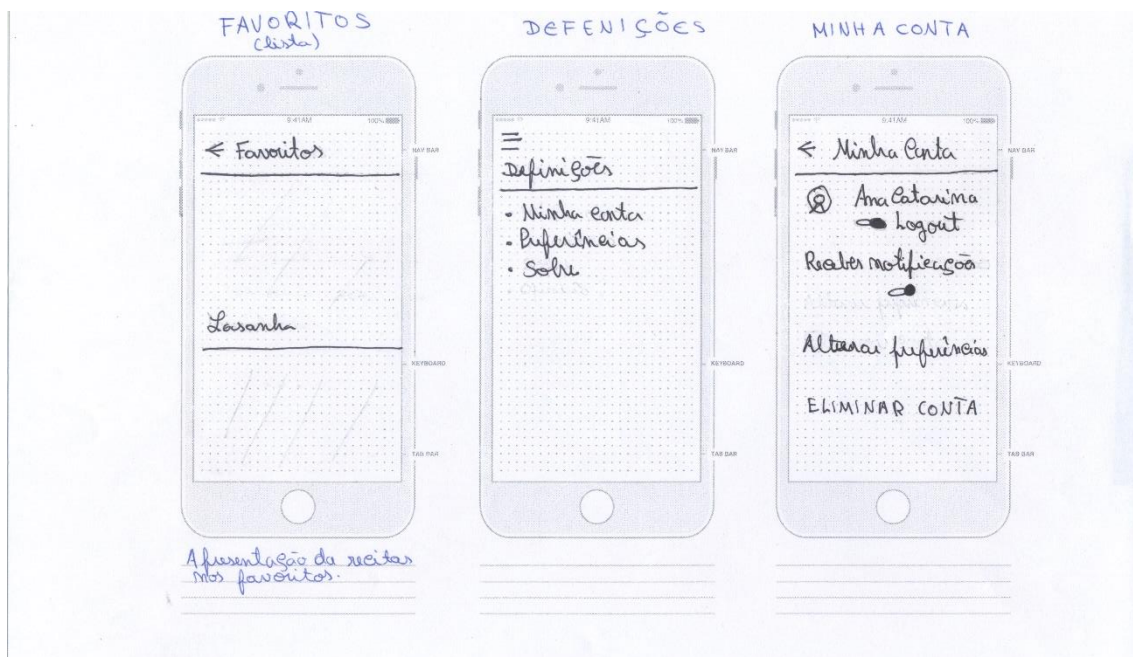 FAVORITOS
(lista)
9:41AM
100%
← Favoritos
NAV BAR
Lasanha
KEYBOARD
TAB BAR
Apresentação da receitas
nos favoritos.
DEFENIÇÕES
9:41AM
100%
Definições
NAV BAR
• Minha conta
• Preferências
• Sobre
KEYBOARD
TAB BAR
MINHA CONTA
9:41AM
100%
← Minha Conta
NAV BAR
Ana Catarina
Logout
Receber notificações
Alterar preferências
KEYBOARD
ELIMINAR CONTA
TAB BAR